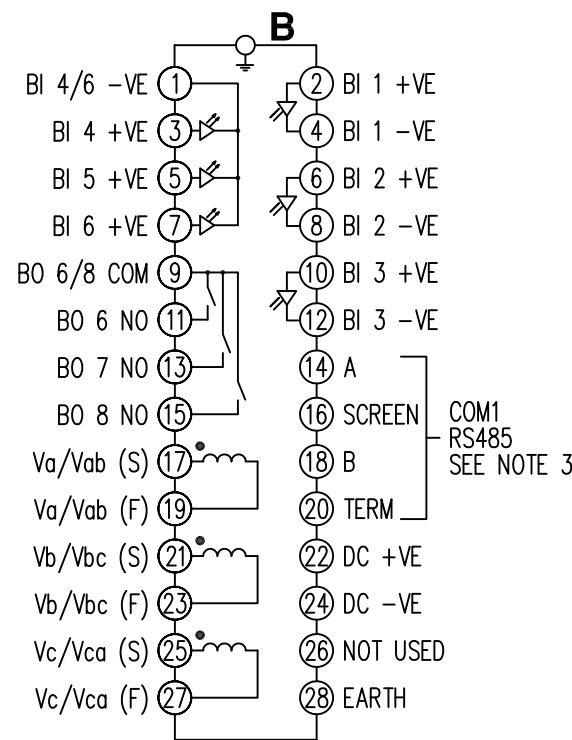 B
BI 4/6 -VE 1
2 BI 1 +VE
BI 4 +VE 3
4 BI 1 -VE
BI 5 +VE 5
6 BI 2 +VE
BI 6 +VE 7
8 BI 2 -VE
BO 6/8 COM 9
10 BI 3 +VE
BO 6 NO 11
12 BI 3 -VE
BO 7 NO 13
14 A
BO 8 NO 15
16 SCREEN
COM1
RS485
SEE NOTE 3
Va/Vab (S) 17
18 B
Va/Vab (F) 19
20 TERM
Vb/Vbc (S) 21
22 DC +VE
Vb/Vbc (F) 23
24 DC -VE
Vc/Vca (S) 25
26 NOT USED
Vc/Vca (F) 27
28 EARTH